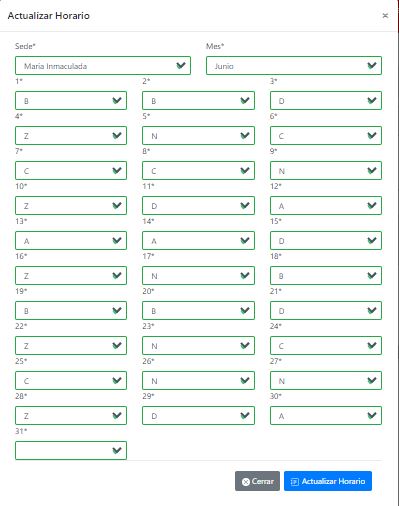 Actualizar Horario ×
Sede* Mes*
Maria Inmaculada Junio
1* 2* 3*
B B D
4* 5* 6*
Z N C
7* 8* 9*
C C N
10* 11* 12*
Z D A
13* 14* 15*
A A D
16* 17* 18*
Z N B
19* 20* 21*
B B D
22* 23* 24*
Z N C
25* 26* 27*
C N N
28* 29* 30*
Z D A
31*
Cerrar Actualizar Horario